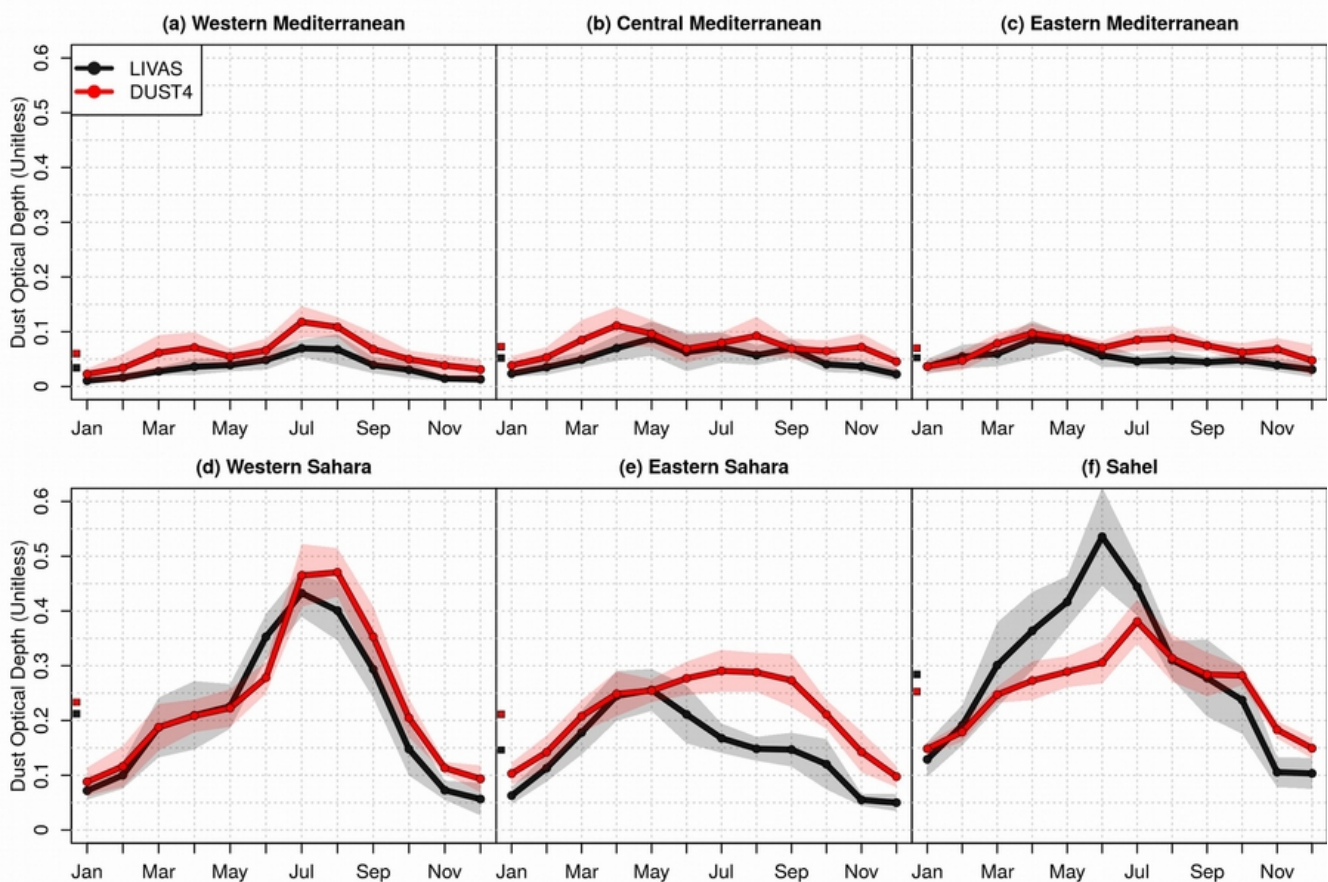 (a) Western Mediterranean
(b) Central Mediterranean
(c) Eastern Mediterranean
LIVAS
DUST4
Dust Optical Depth (Unitless)
0.6
0.5
0.4
0.3
0.2
0.1
0
Jan Mar May Jul Sep Nov
Jan Mar May Jul Sep Nov
Jan Mar May Jul Sep Nov
(d) Western Sahara
(e) Eastern Sahara
(f) Sahel
Dust Optical Depth (Unitless)
0.6
0.5
0.4
0.3
0.2
0.1
0
Jan Mar May Jul Sep Nov
Jan Mar May Jul Sep Nov
Jan Mar May Jul Sep Nov